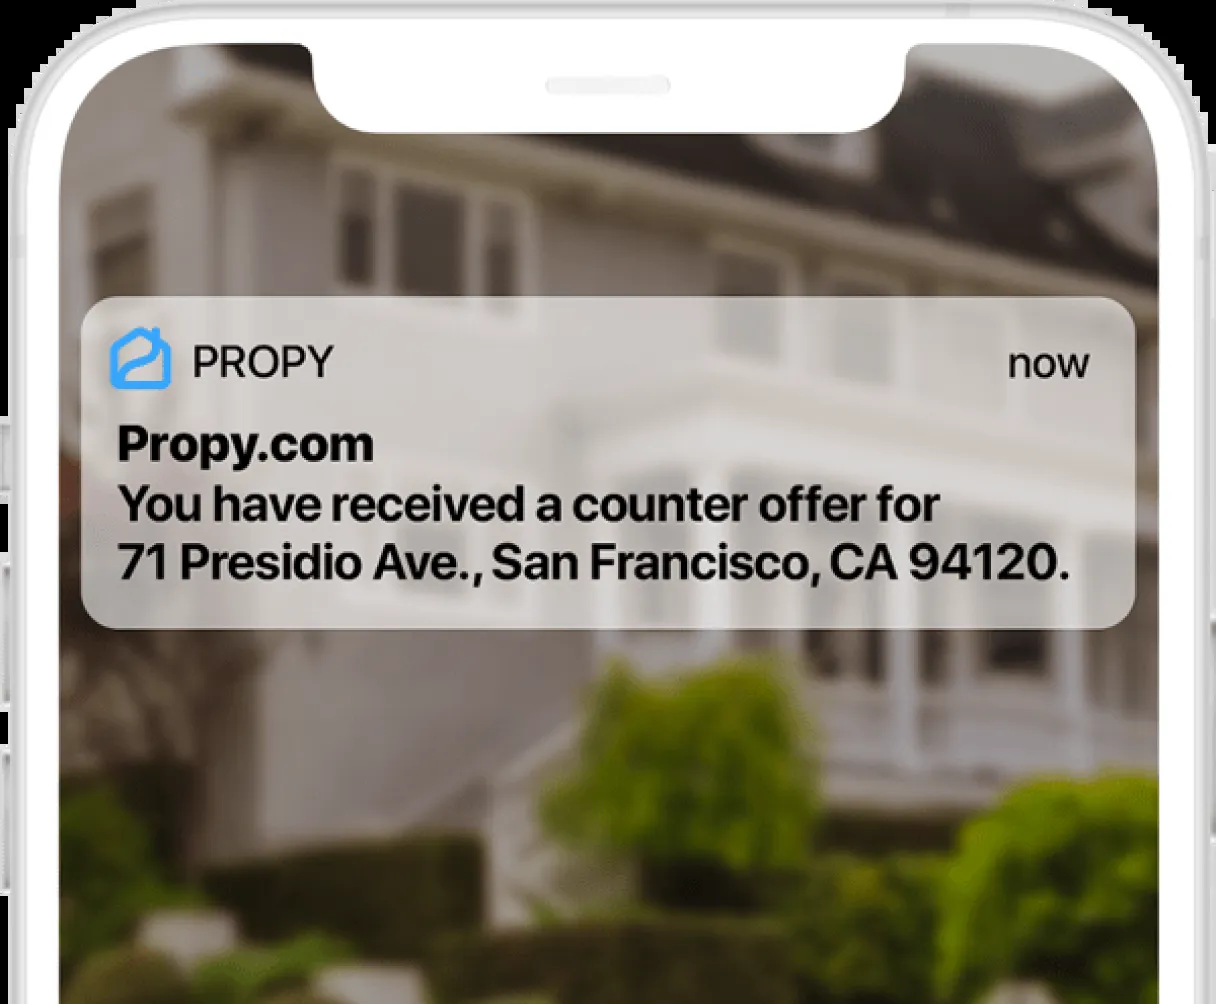 PROPY now
Propy.com
You have received a counter offer for
71 Presidio Ave., San Francisco, CA 94120.